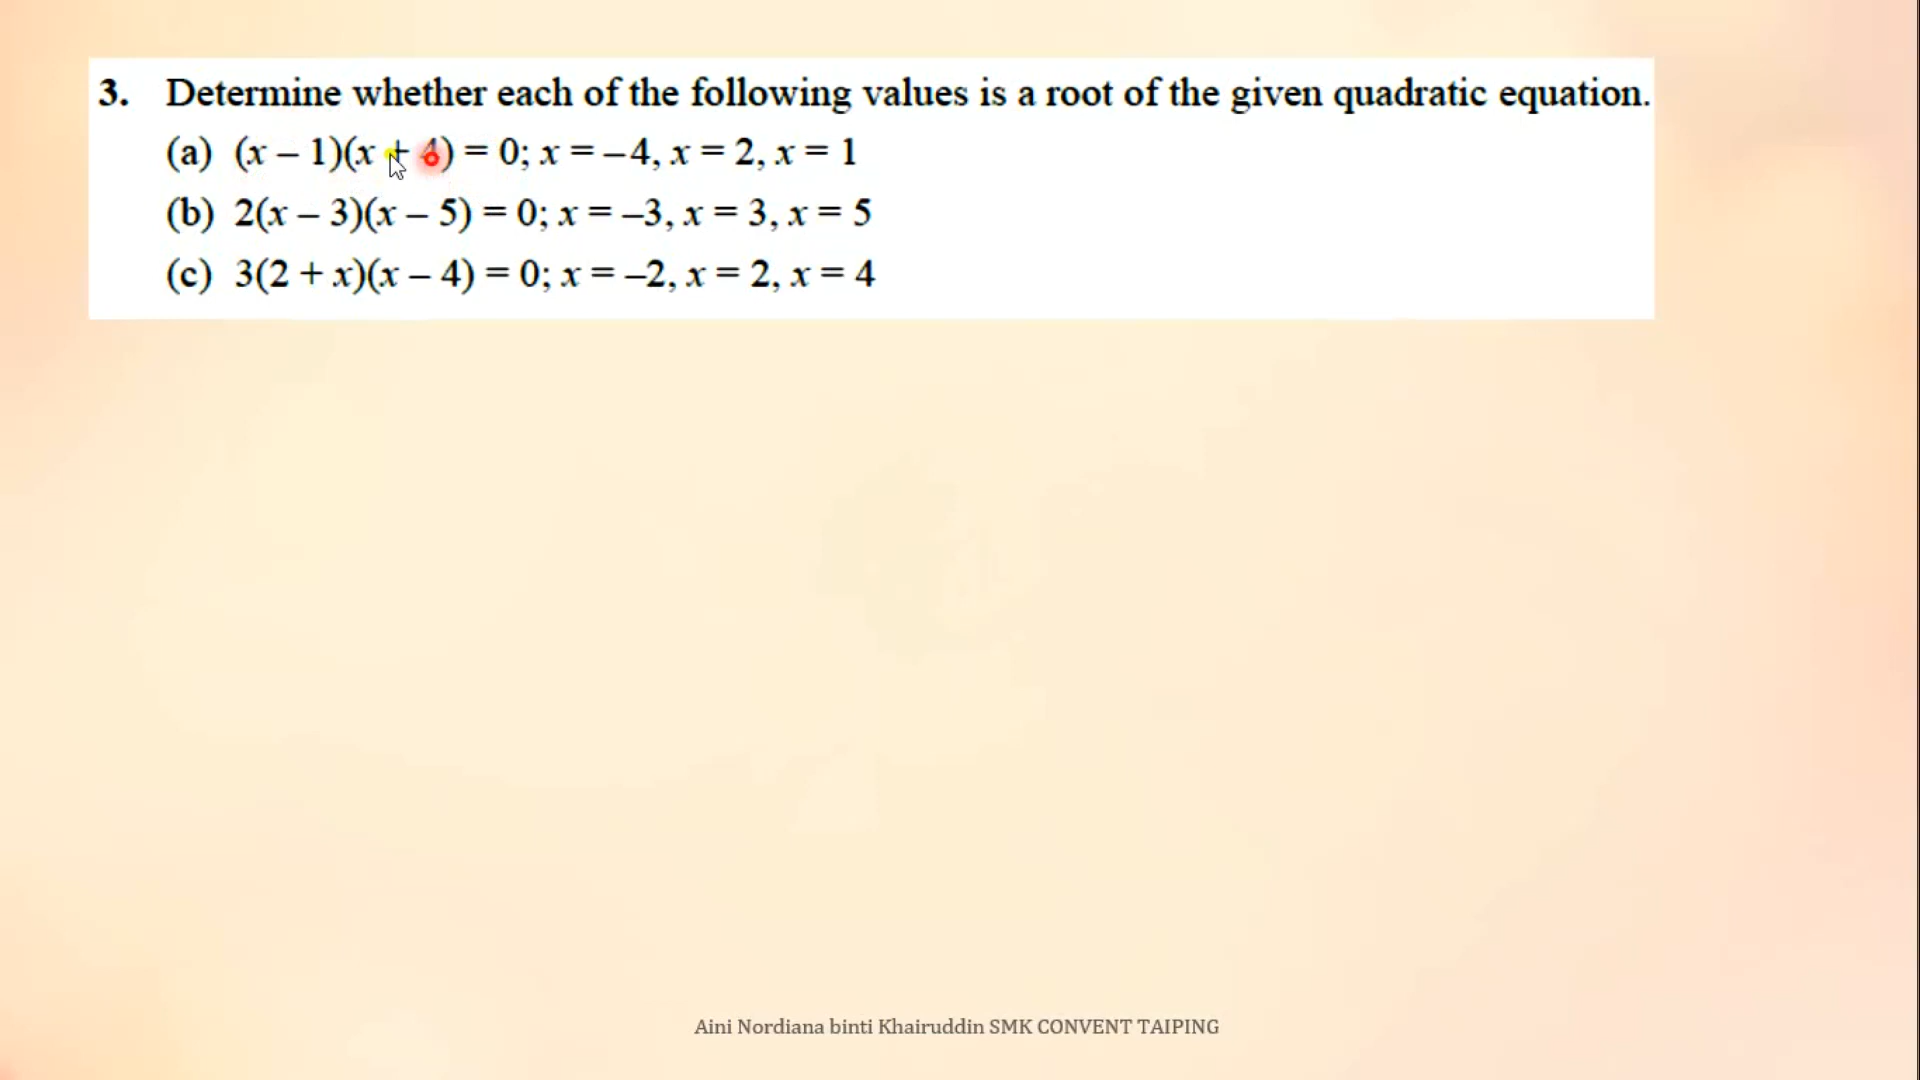 3. Determine whether each of the following values is a root of the given quadratic equation.
(a) (x – 1)(x + 4) = 0; x = –4, x = 2, x = 1
(b) 2(x – 3)(x – 5) = 0; x = –3, x = 3, x = 5
(c) 3(2 + x)(x – 4) = 0; x = –2, x = 2, x = 4
Aini Nordiana binti Khairuddin SMK CONVENT TAIPING